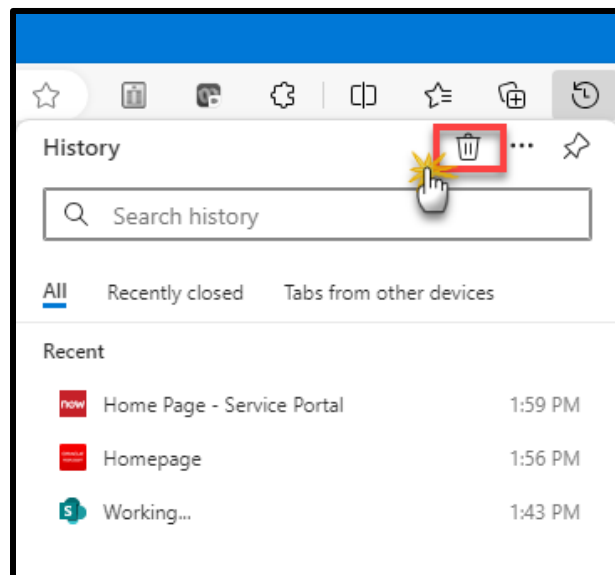 History
Search history
All Recently closed Tabs from other devices
Recent
now Home Page - Service Portal 1:59 PM
Homepage 1:56 PM
S Working... 1:43 PM